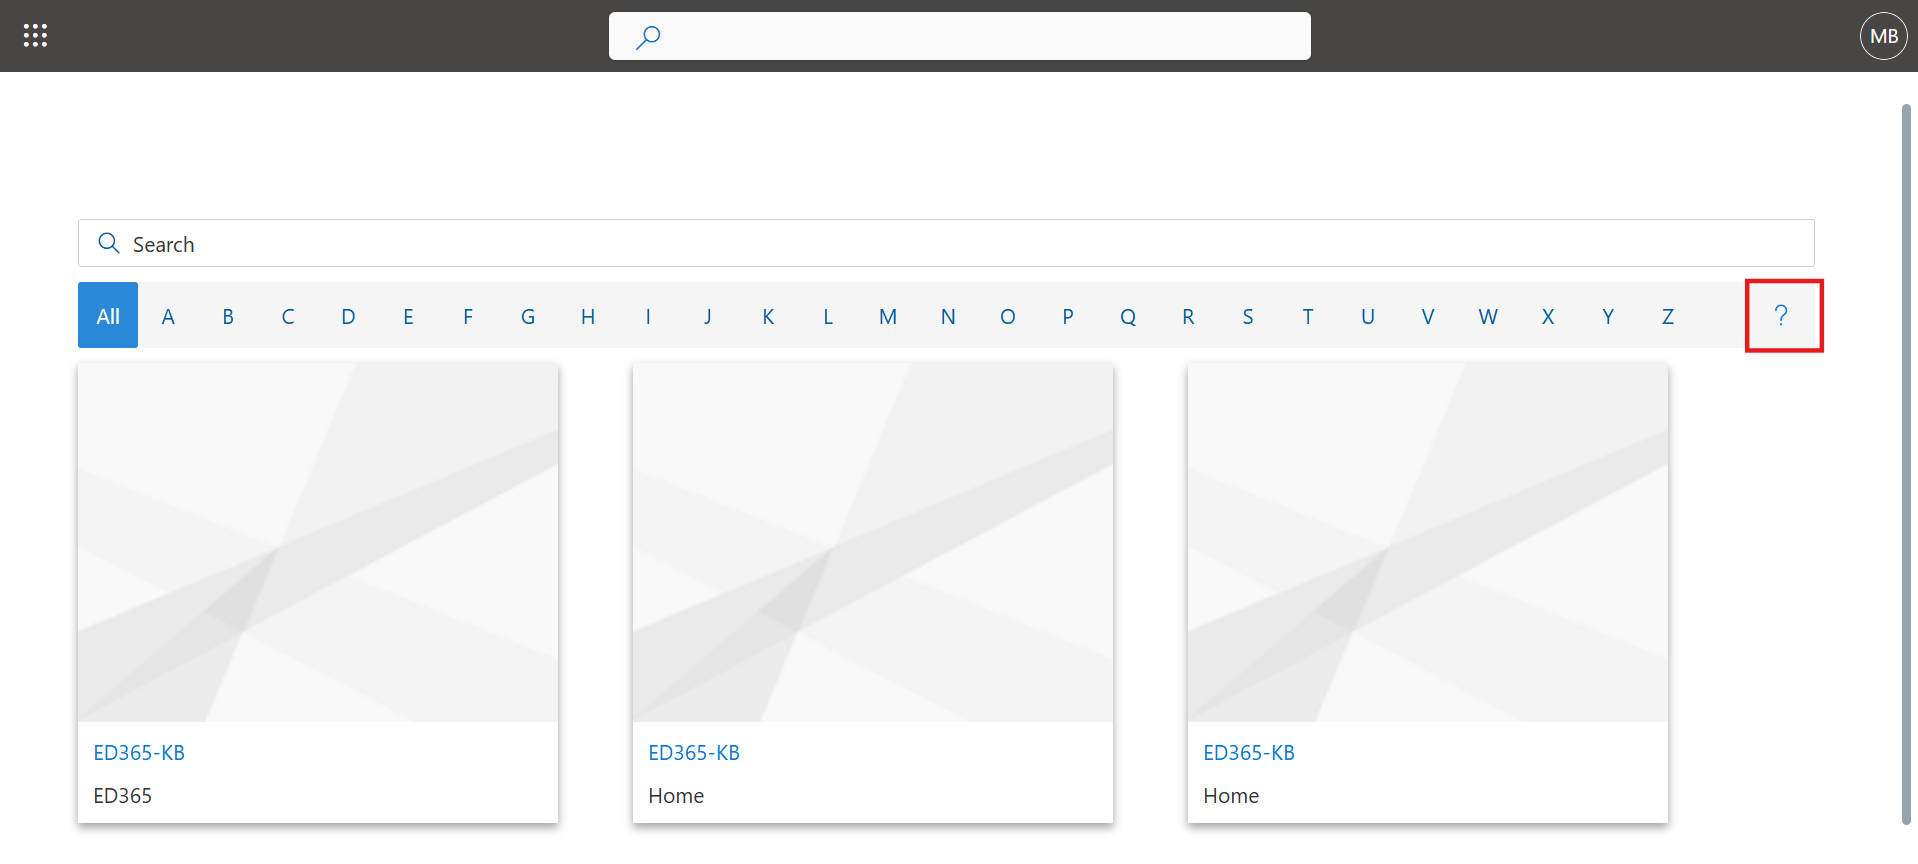 MB
Search
All A B C D E F G H I J K L M N O P Q R S T U V W X Y Z ?
ED365-KB ED365-KB ED365-KB
ED365 Home Home